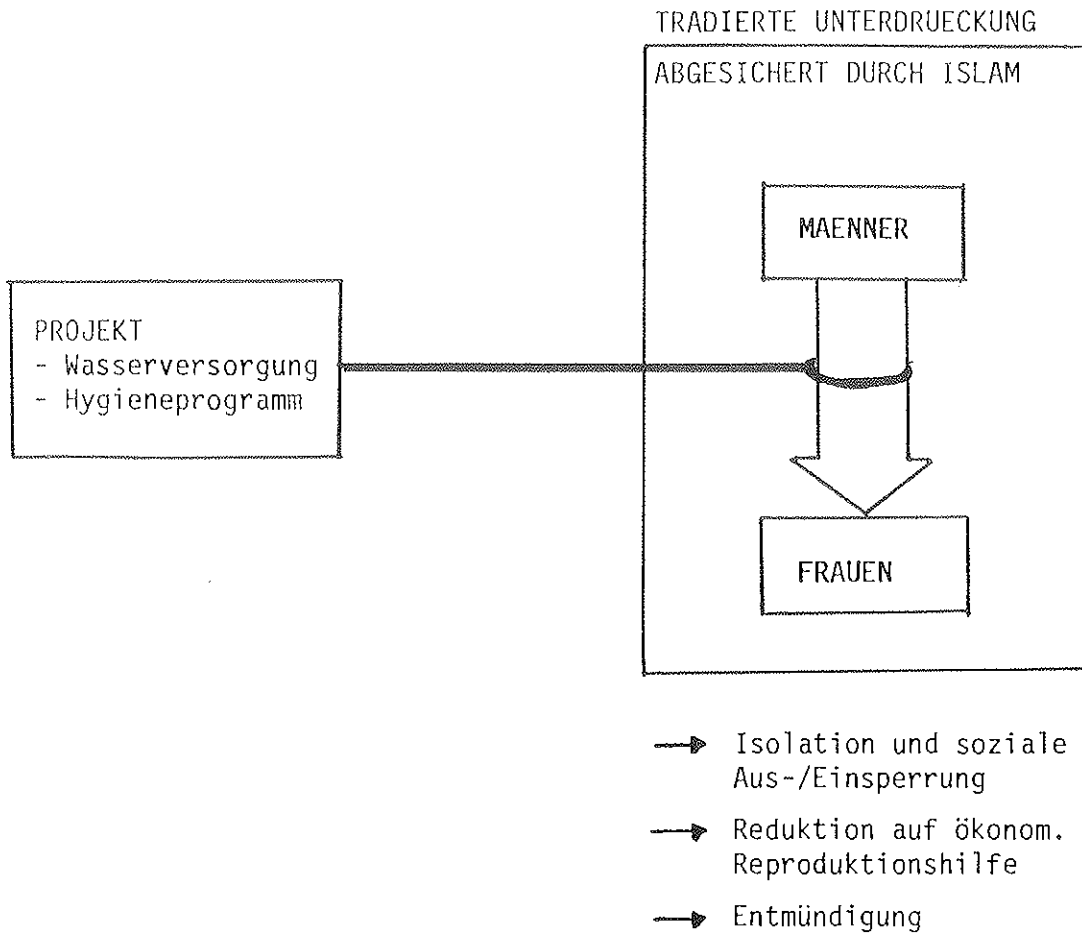 TRADIERTE UNTERDRUECKUNG
ABGESICHERT DURCH ISLAM
MAENNER
PROJEKT
- Wasserversorgung
- Hygieneprogramm
FRAUEN
Isolation und soziale
Aus-/Einsperrung
Reduktion auf ökonom.
Reproduktionshilfe
Entmündigung